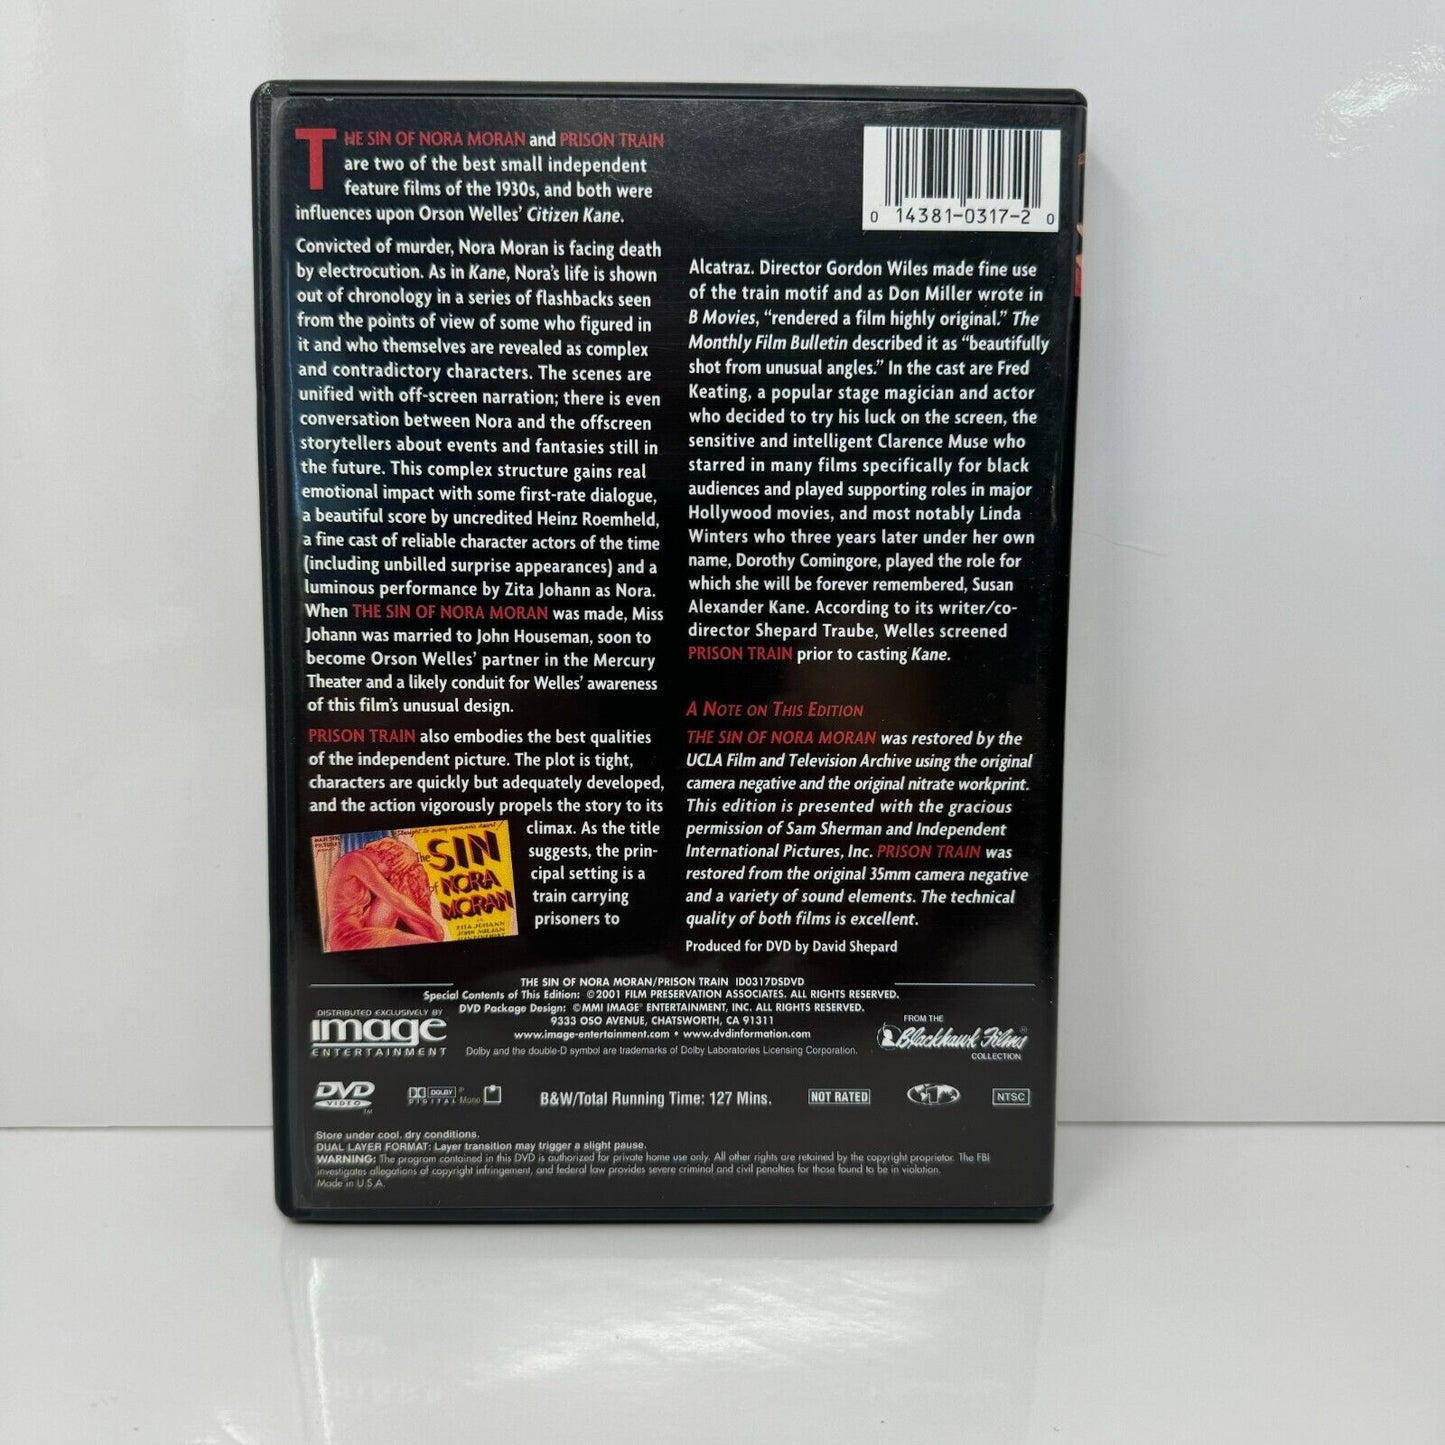 THE SIN OF NORA MORAN and PRISON TRAIN
are two of the best small independent
feature films of the 1930s, and both were
influences upon Orson Welles' Citizen Kane.
Convicted of murder, Nora Moran is facing death
by electrocution. As in Kane, Nora's life is shown
out of chronology in a series of flashbacks seen
from the points of view of some who figured in
it and who themselves are revealed as complex
and contradictory characters. The scenes are
unified with off-screen narration; there is even
conversation between Nora and the offscreen
storytellers about events and fantasies still in
the future. This complex structure gains real
emotional impact with some first-rate dialogue,
a beautiful score by uncredited Heinz Roemheld,
a fine cast of reliable character actors of the time
(including unbilled surprise appearances) and a
luminous performance by Zita Johann as Nora.
When THE SIN OF NORA MORAN was made, Miss
Johann was married to John Houseman, soon to
become Orson Welles' partner in the Mercury
Theater and a likely conduit for Welles' awareness
of this film's unusual design.
PRISON TRAIN also embodies the best qualities
of the independent picture. The plot is tight,
characters are quickly but adequately developed,
and the action vigorously propels the story to its
climax. As the title
suggests, the prin-
cipal setting is a
train carrying
prisoners to
Straight to every woman's heart!
MAJESTIC
PICTURES
The SIN
of NORA
MORAN
ZITA JOHANN
JOHN MILJAN
0 14381-0317-2 0
Alcatraz. Director Gordon Wiles made fine use
of the train motif and as Don Miller wrote in
B Movies, "rendered a film highly original." The
Monthly Film Bulletin described it as "beautifully
shot from unusual angles." In the cast are Fred
Keating, a popular stage magician and actor
who decided to try his luck on the screen, the
sensitive and intelligent Clarence Muse who
starred in many films specifically for black
audiences and played supporting roles in major
Hollywood movies, and most notably Linda
Winters who three years later under her own
name, Dorothy Comingore, played the role for
which she will be forever remembered, Susan
Alexander Kane. According to its writer/co-
director Shepard Traube, Welles screened
PRISON TRAIN prior to casting Kane.
A NOTE ON THIS EDITION
THE SIN OF NORA MORAN was restored by the
UCLA Film and Television Archive using the original
camera negative and the original nitrate workprint.
This edition is presented with the gracious
permission of Sam Sherman and Independent
International Pictures, Inc. PRISON TRAIN was
restored from the original 35mm camera negative
and a variety of sound elements. The technical
quality of both films is excellent.
Produced for DVD by David Shepard
THE SIN OF NORA MORAN/PRISON TRAIN ID0317DSDVD
Special Contents of This Edition: ©2001 FILM PRESERVATION ASSOCIATES. ALL RIGHTS RESERVED.
DVD Package Design: ©MMI IMAGE® ENTERTAINMENT, INC. ALL RIGHTS RESERVED.
9333 OSO AVENUE, CHATSWORTH, CA 91311
www.image-entertainment.com • www.dvdinformation.com
Dolby and the double-D symbol are trademarks of Dolby Laboratories Licensing Corporation.
DISTRIBUTED EXCLUSIVELY BY
image
ENTERTAINMENT
FROM THE
Blackhawk Films®
COLLECTION
DVD
VIDEO
TM
DOLBY®
DIGITAL Mono
B&W/Total Running Time: 127 Mins.
NOT RATED
NTSC
Store under cool, dry conditions.
DUAL LAYER FORMAT: Layer transition may trigger a slight pause.
WARNING: The program contained in this DVD is authorized for private home use only. All other rights are retained by the copyright proprietor. The FBI
investigates allegations of copyright infringement, and federal law provides severe criminal and civil penalties for those found to be in violation.
Made in U.S.A.